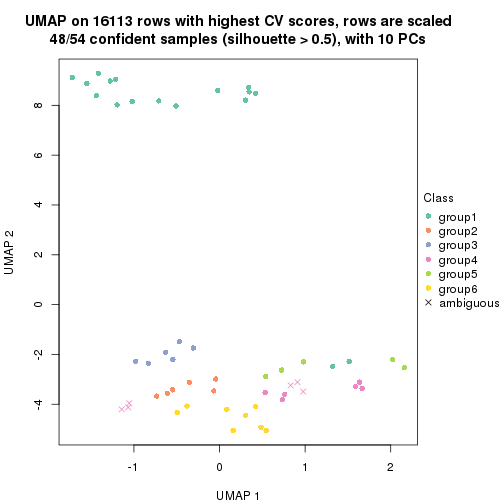 UMAP on 16113 rows with highest CV scores, rows are scaled
48/54 confident samples (silhouette > 0.5), with 10 PCs
8
6
4
2
0
-2
-4
UMAP 2
-1
0
1
2
UMAP 1
Class
group1
group2
group3
group4
group5
group6
ambiguous